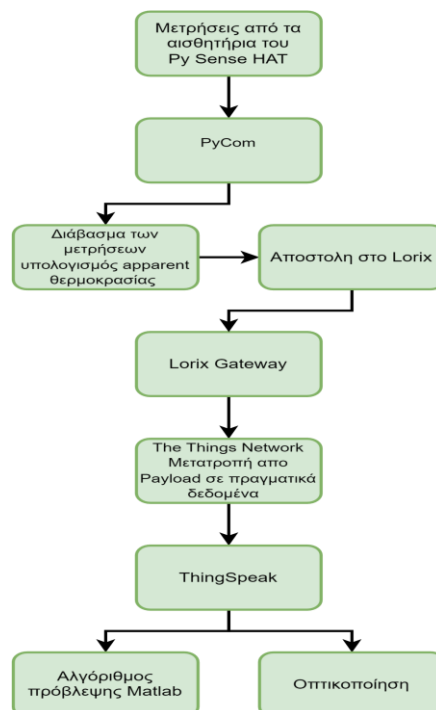 Μετρήσεις από τα
αισθητήρια του
Py Sense HAT
PyCom
Διάβασμα των
μετρήσεων
υπολογισμός apparent
θερμοκρασίας
Αποστολη στο Lorix
Lorix Gateway
The Things Network
Μετατροπή απο
Payload σε πραγματικά
δεδομένα
ThingSpeak
Αλγόριθμος
πρόβλεψης Matlab
Οπτικοποίηση